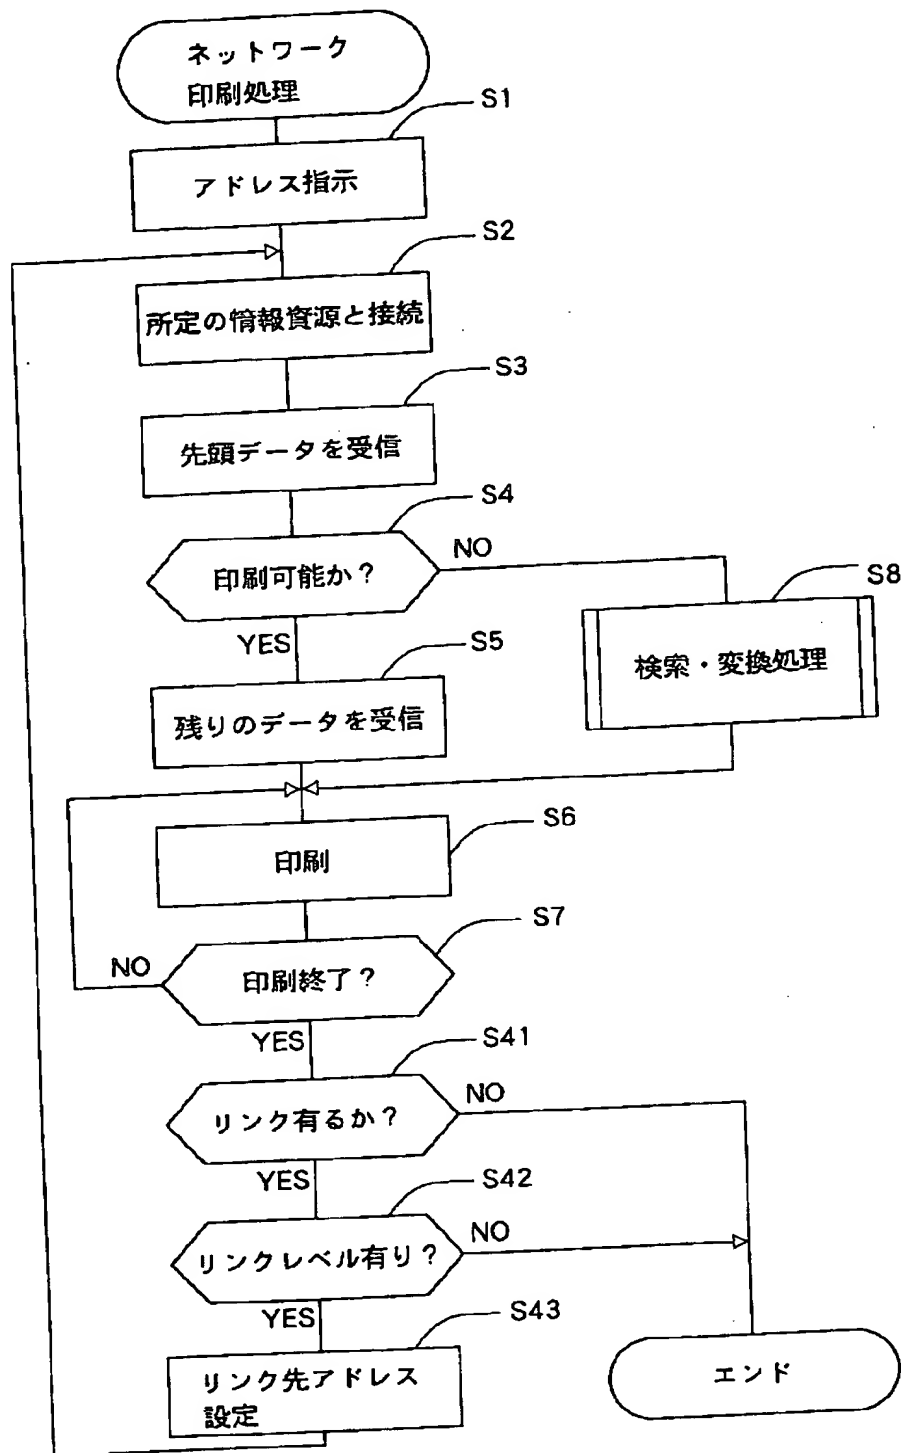 ネットワーク
印刷処理
S1
アドレス指示
S2
所定の情報資源と接続
S3
先頭データを受信
S4
印刷可能か？
NO
S8
検索・変換処理
YES
S5
残りのデータを受信
S6
印刷
S7
印刷終了？
NO
YES
S41
リンク有るか？
NO
YES
S42
リンクレベル有り？
NO
YES
S43
リンク先アドレス
設定
エンド